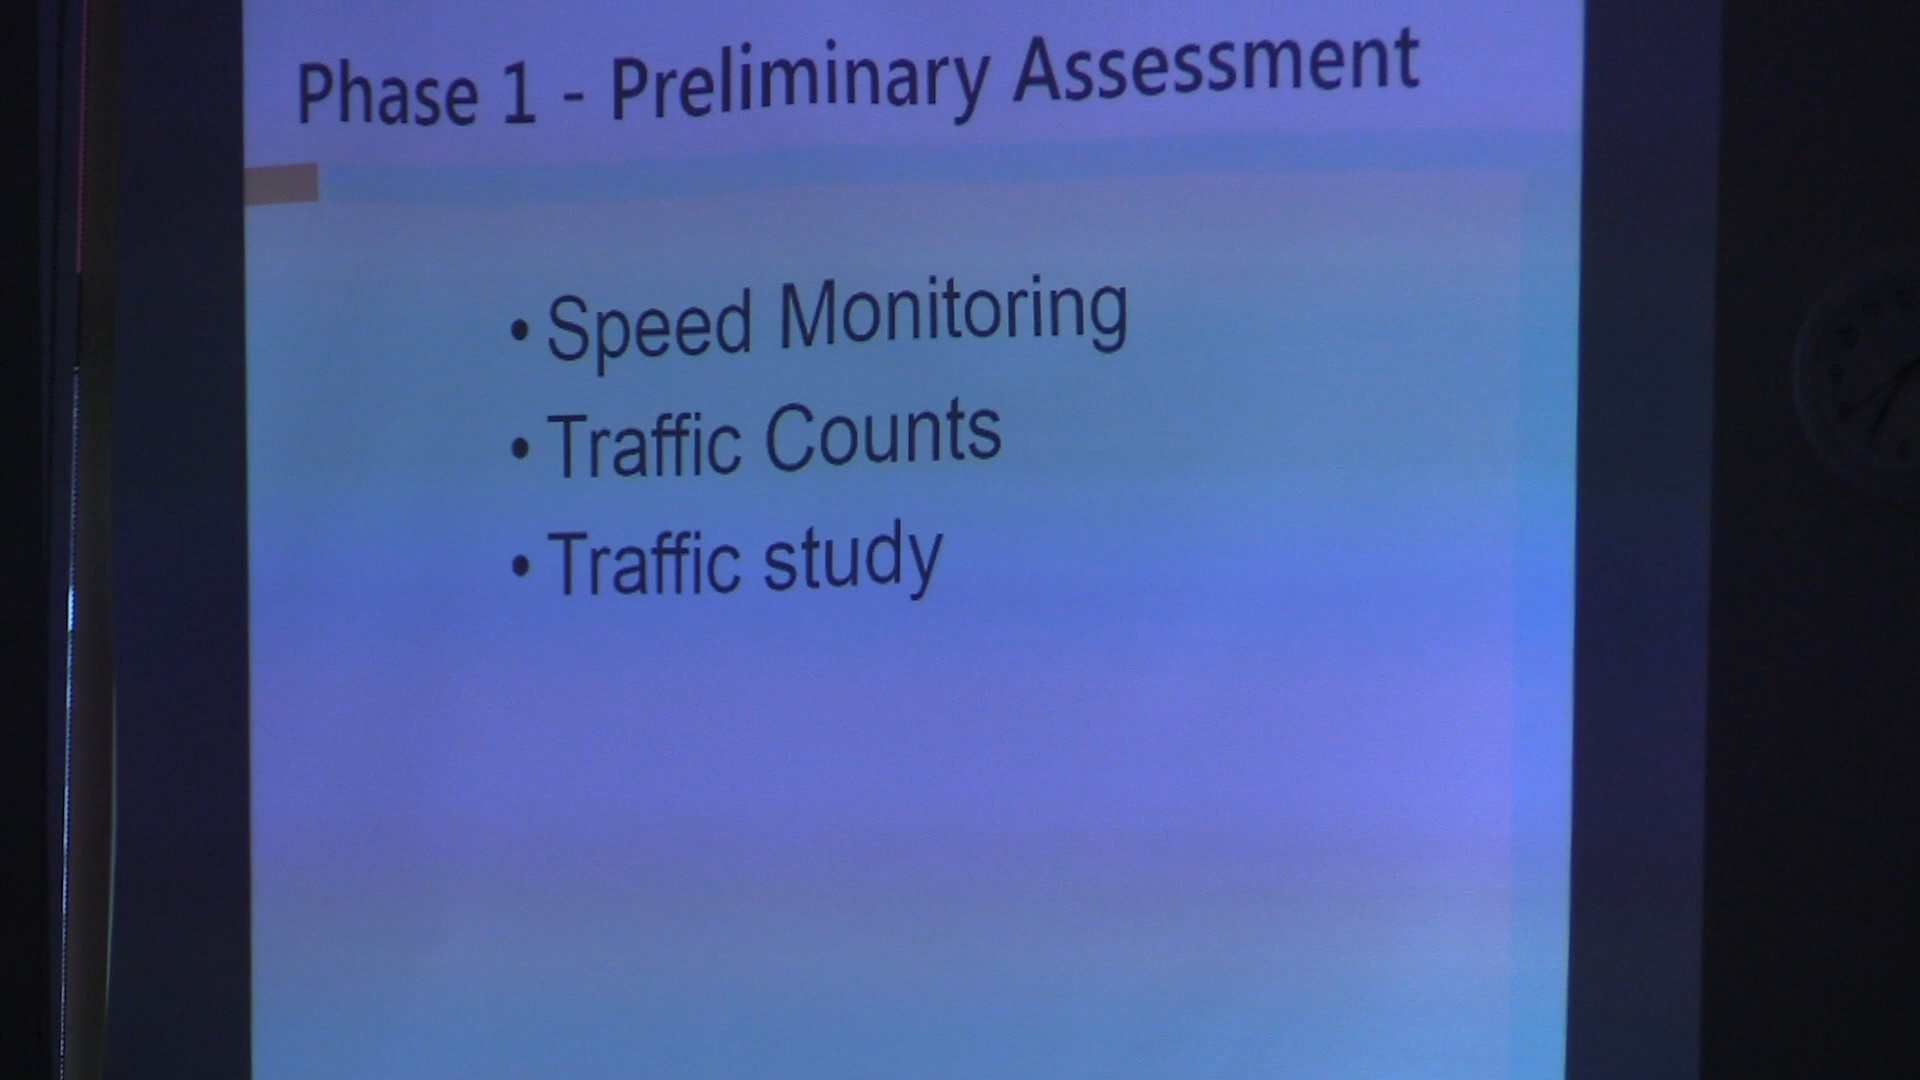 Phase 1 - Preliminary Assessment
• Speed Monitoring
• Traffic Counts
• Traffic study